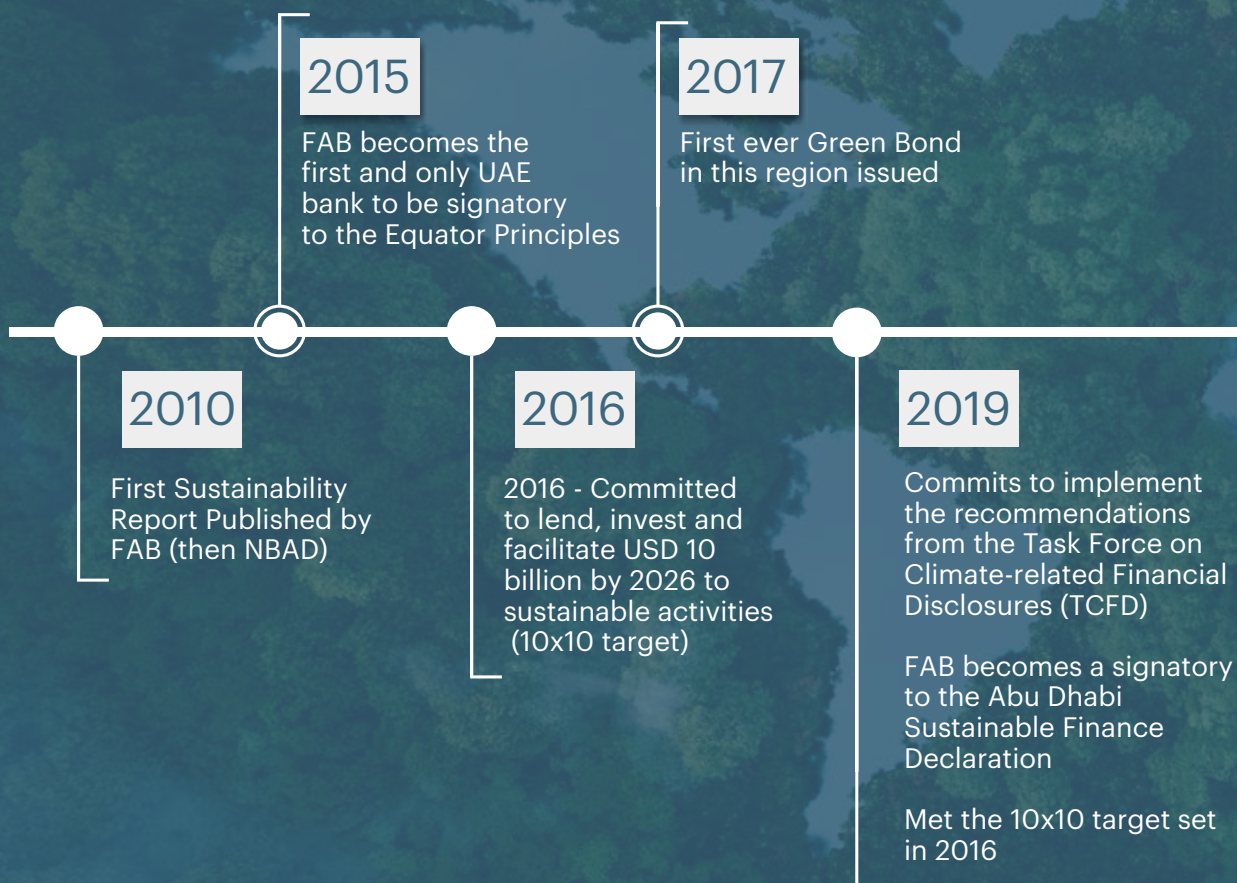 2015
FAB becomes the
first and only UAE
bank to be signatory
to the Equator Principles
2017
First ever Green Bond
in this region issued
2010
First Sustainability
Report Published by
FAB (then NBAD)
2016
2016 - Committed
to lend, invest and
facilitate USD 10
billion by 2026 to
sustainable activities
(10x10 target)
2019
Commits to implement
the recommendations
from the Task Force on
Climate-related Financial
Disclosures (TCFD)
FAB becomes a signatory
to the Abu Dhabi
Sustainable Finance
Declaration
Met the 10x10 target set
in 2016